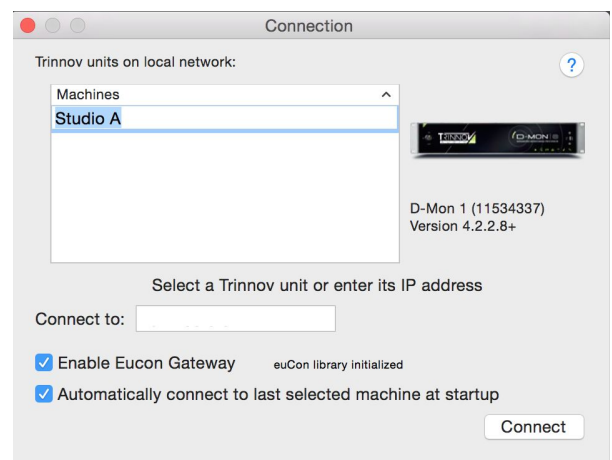 Connection
Trinnov units on local network:
?
Machines
Studio A
TRINNOV
D-MON
D-Mon 1 (11534337)
Version 4.2.2.8+
Select a Trinnov unit or enter its IP address
Connect to:
Enable Eucon Gateway euCon library initialized
Automatically connect to last selected machine at startup
Connect